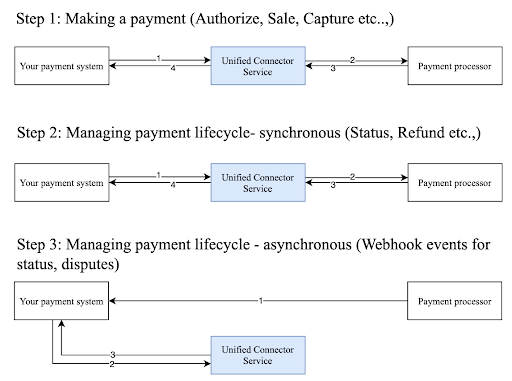 Step 1: Making a payment (Authorize, Sale, Capture etc..,)
Your payment system
1
4
Unified Connector
Service
2
3
Payment processor
Step 2: Managing payment lifecycle- synchronous (Status, Refund etc.,)
Your payment system
1
4
Unified Connector
Service
2
3
Payment processor
Step 3: Managing payment lifecycle - asynchronous (Webhook events for
status, disputes)
Your payment system
1
Payment processor
3
2
Unified Connector
Service